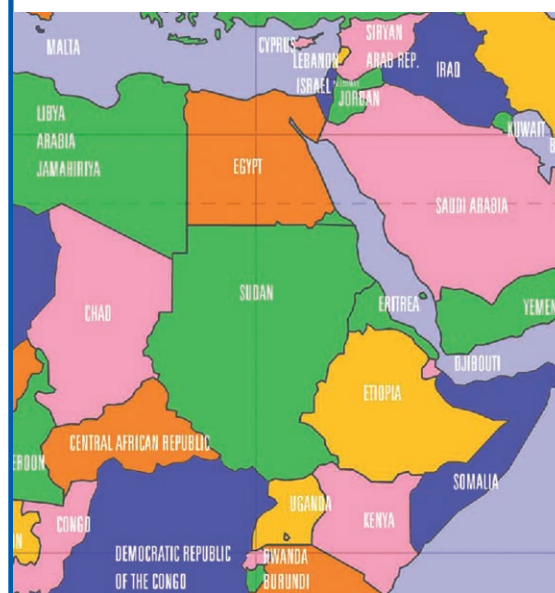 MALTA
CYPRUS
SIRYAN
ARAB REP.
LEBANON
ISRAEL
JORDAN
IRAQ
KUWAIT
LIBYA
ARABIA
JAMAHIRIYA
EGYPT
SAUDI ARABIA
CHAD
SUDAN
ERITREA
YEMEN
DJIBOUTI
ETIOPIA
CENTRAL AFRICAN REPUBLIC
EROON
SOMALIA
CONGO
UGANDA
KENYA
DEMOCRATIC REPUBLIC
OF THE CONGO
RWANDA
BURUNDI